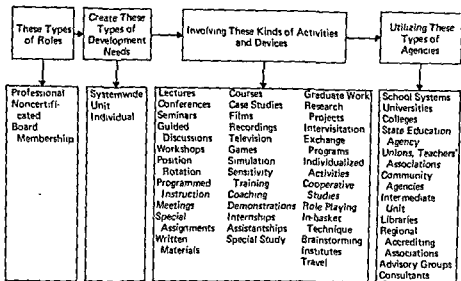 These Types
of Roles
Create These
Types of
Development
Needs
Involving These Kinds of Activities
and Devices
Utilizing These
Types of
Agencies
Professional
Noncertifi-
cated
Board
Membership
Systemwide
Unit
Individual
Lectures
Conferences
Seminars
Guided
Discussions
Workshops
Position
Rotation
Programmed
Instruction
Meetings
Special
Assignments
Written
Materials
Courses
Case Studies
Films
Recordings
Television
Games
Simulation
Sensitivity
Training
Coaching
Demonstrations
Internships
Assistantships
Special Study
Graduate Work
Research
Projects
Intervisitation
Exchange
Programs
Individualized
Activities
Cooperative
Studies
Role Playing
In-basket
Technique
Brainstorming
Institutes
Travel
School Systems
Universities
Colleges
State Education
Agency
Unions, Teachers'
Associations
Community
Agencies
Intermediate
Unit
Libraries
Regional
Accrediting
Associations
Advisory Groups
Consultants